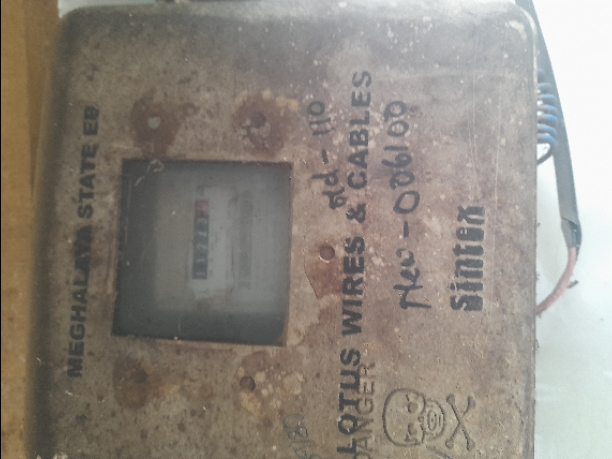 MEGHALAYA STATE EB
old - 110
LOTUS WIRES & CABLES
New - 006100
Sintex
DANGER